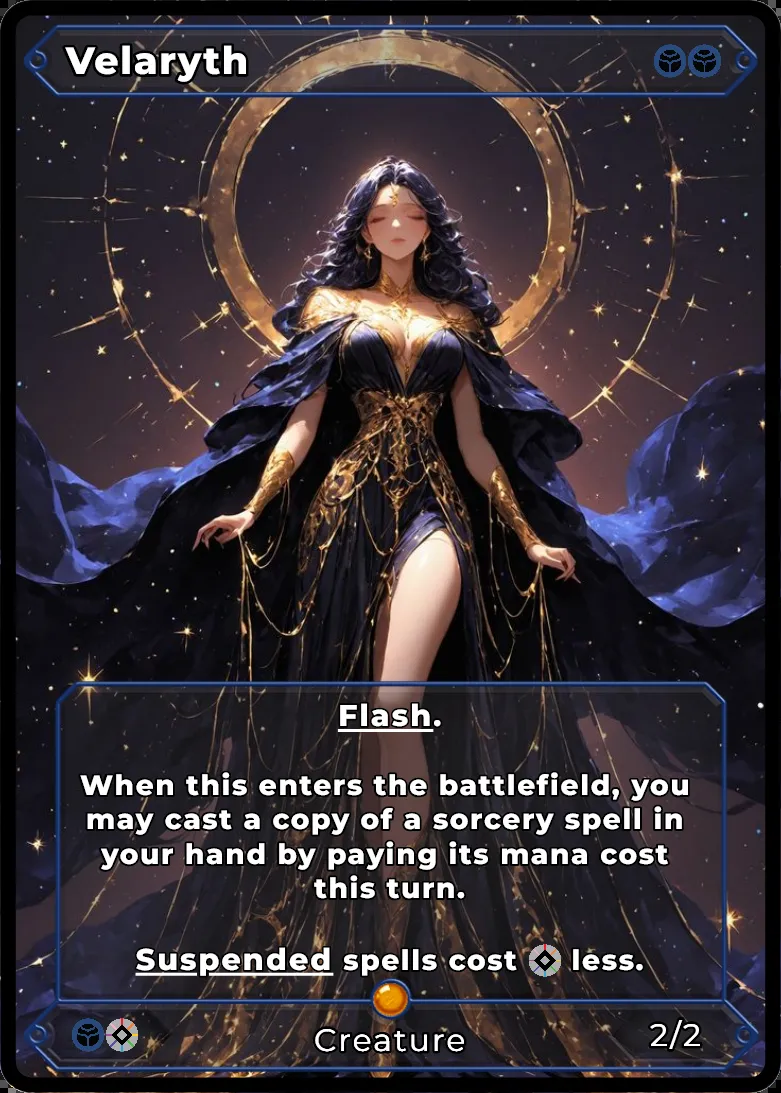 Velaryth
Flash.
When this enters the battlefield, you
may cast a copy of a sorcery spell in
your hand by paying its mana cost
this turn.
Suspended spells cost less.
Creature
2/2